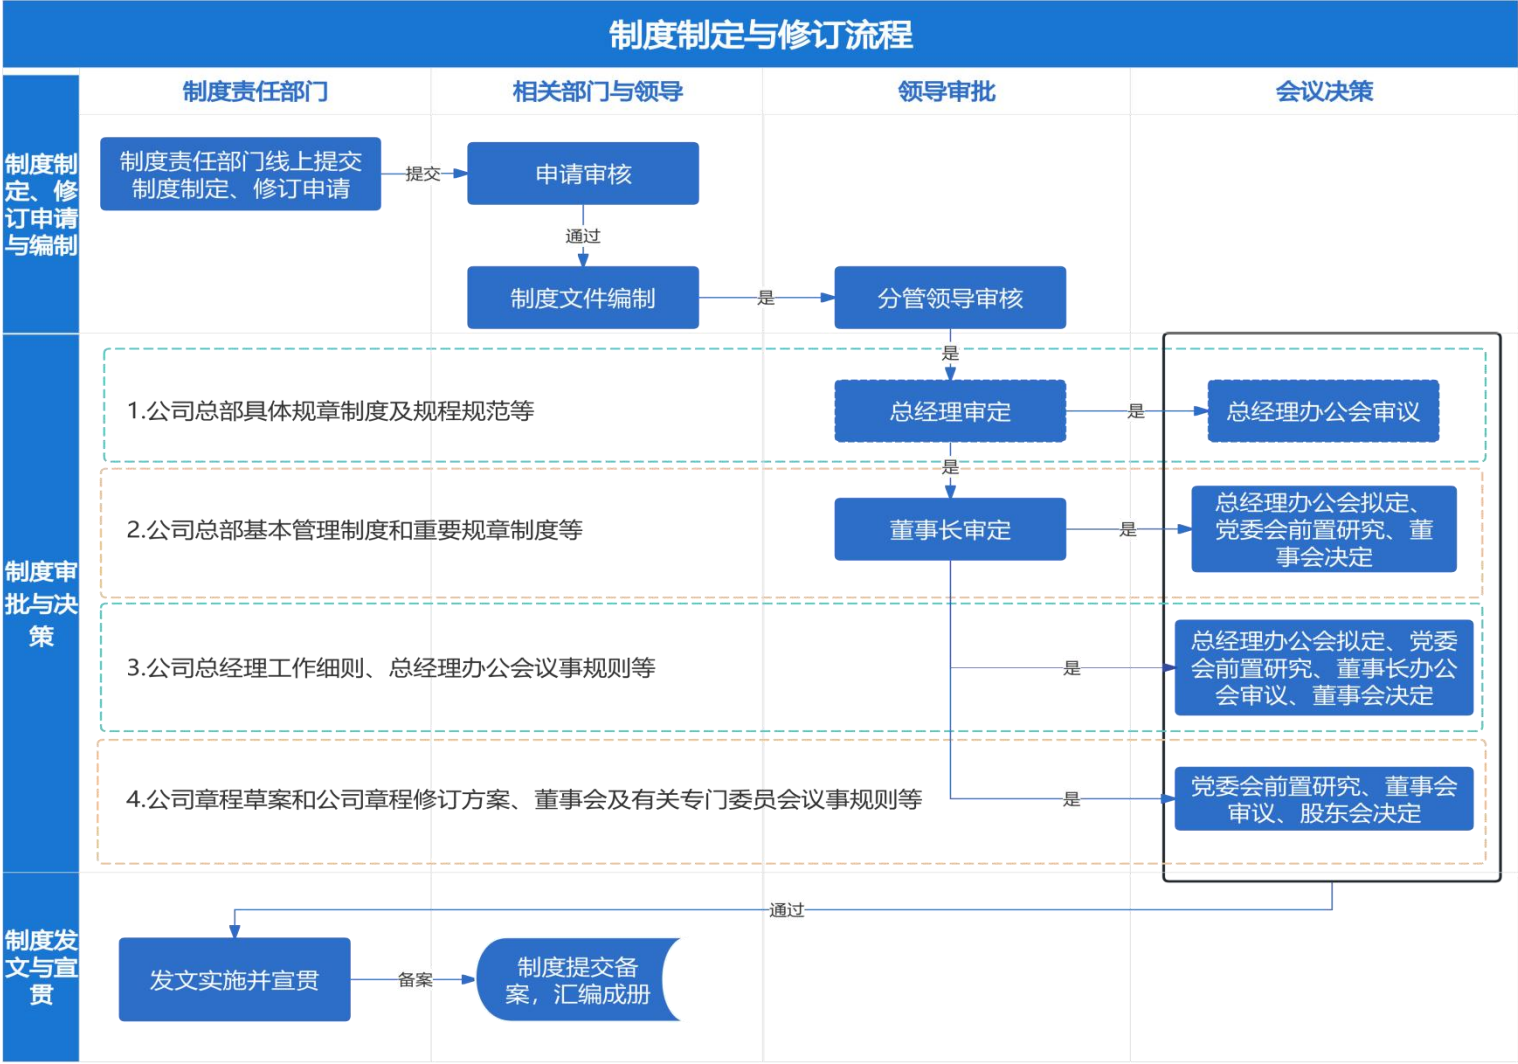 制度制定与修订流程
制度责任部门
相关部门与领导
领导审批
会议决策
制度制
定、修
订申请
与编制
制度责任部门线上提交
制度制定、修订申请
提交
申请审核
通过
制度文件编制
是
分管领导审核
是
制度审
批与决
策
1.公司总部具体规章制度及规程规范等
总经理审定
是
总经理办公会审议
是
2.公司总部基本管理制度和重要规章制度等
董事长审定
是
总经理办公会拟定、
党委会前置研究、董
事会决定
3.公司总经理工作细则、总经理办公会议事规则等
是
总经理办公会拟定、党委
会前置研究、董事长办公
会审议、董事会决定
4.公司章程草案和公司章程修订方案、董事会及有关专门委员会议事规则等
是
党委会前置研究、董事会
审议、股东会决定
通过
制度发
文与宣
贯
发文实施并宣贯
备案
制度提交备
案，汇编成册